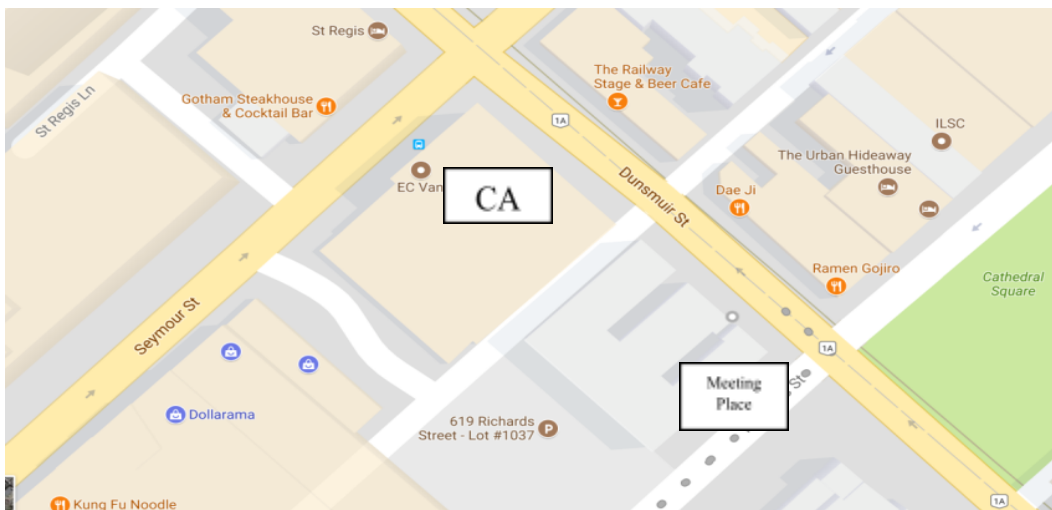 St Regis
St Regis Ln
Gotham Steakhouse
& Cocktail Bar
The Railway
Stage & Beer Cafe
1A
ILSC
The Urban Hideaway
Guesthouse
EC Van
CA
Dunsmuir St
Dae Ji
Ramen Gojiro
Cathedral
Square
Seymour St
1A
Meeting
Place
St
Dollarama
619 Richards
Street - Lot #1037
P
Kung Fu Noodle
1A